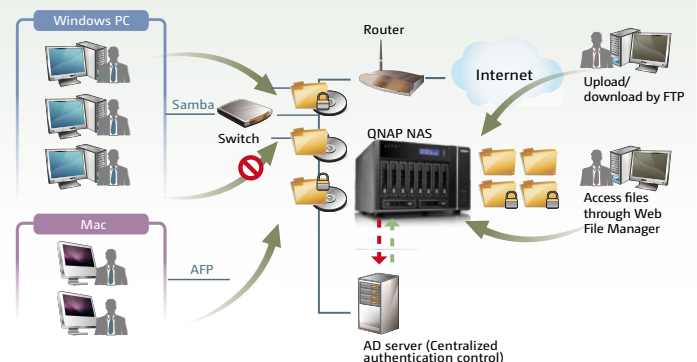 Windows PC
Router
Internet
Upload/
download by FTP
Samba
Switch
QNAP NAS
Access files
through Web
File Manager
Mac
AFP
AD server (Centralized
authentication control)